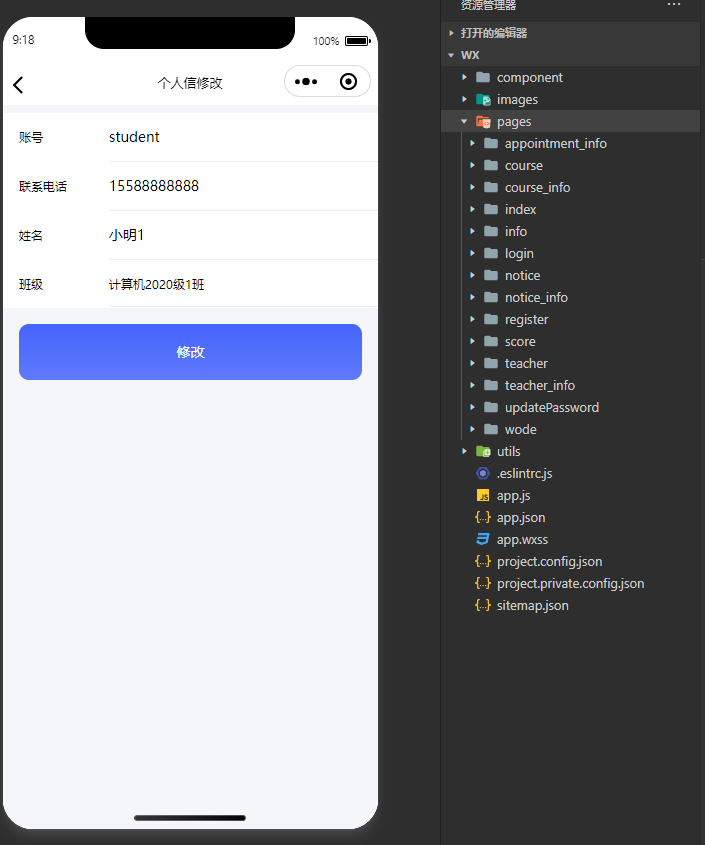 9:18
100%
个人信修改
账号
student
联系电话
15588888888
姓名
小明1
班级
计算机2020级1班
修改
资源管理器
打开的编辑器
WX
component
images
pages
appointment_info
course
course_info
index
info
login
notice
notice_info
register
score
teacher
teacher_info
updatePassword
wode
utils
.eslintrc.js
JS
app.js
{..}
app.json
app.wxss
{..}
project.config.json
{..}
project.private.config.json
{..}
sitemap.json